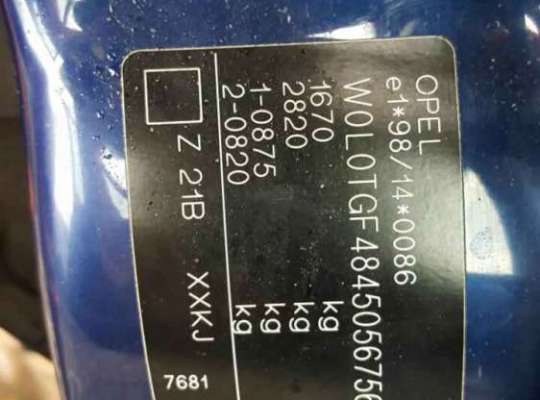 OPEL
e1*98/14*0086
W0L0TGF4845056756
1670 kg
2820 kg
1-0875 kg
2-0820 kg
Z 21B XXKJ
7681